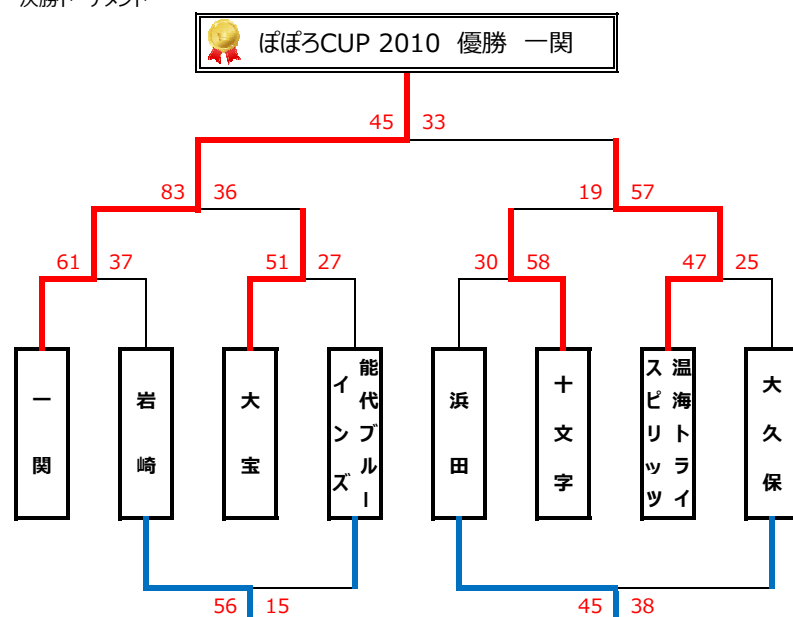 ぽぽろCUP 2010 優勝 一関
45 33
83 36
19 57
61 37
51 27
30 58
47 25
一関
岩崎
大宝
能代ブルー
インズ
浜田
十文字
温海トライ
スピリッツ
大久保
56 15
45 38